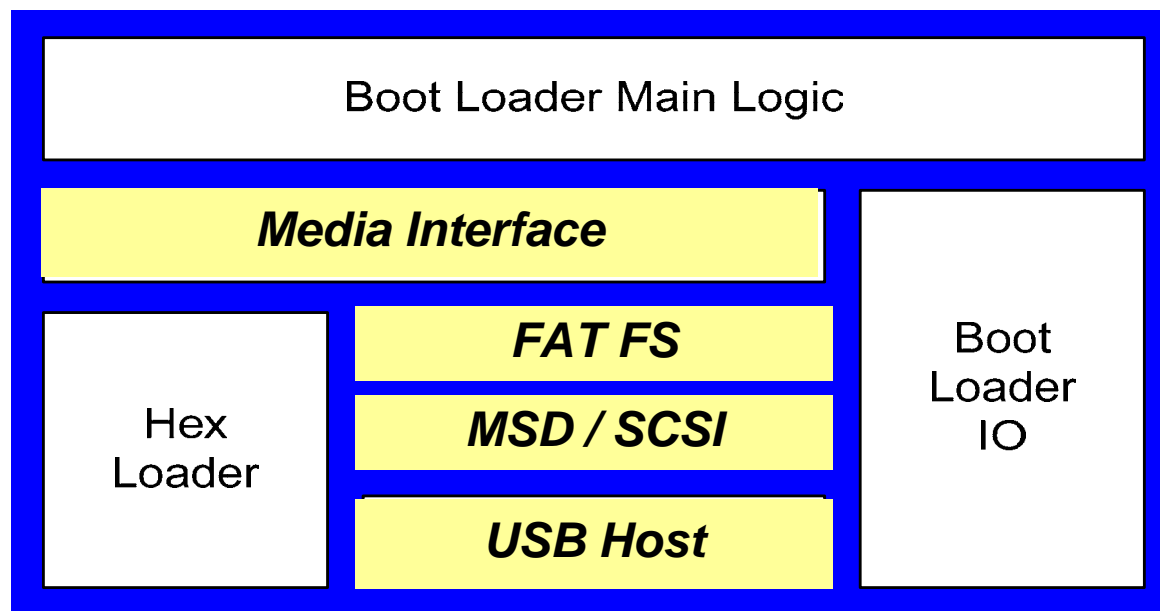 Boot Loader Main Logic
Media Interface
FAT FS
MSD / SCSI
USB Host
Hex
Loader
Boot
Loader
IO